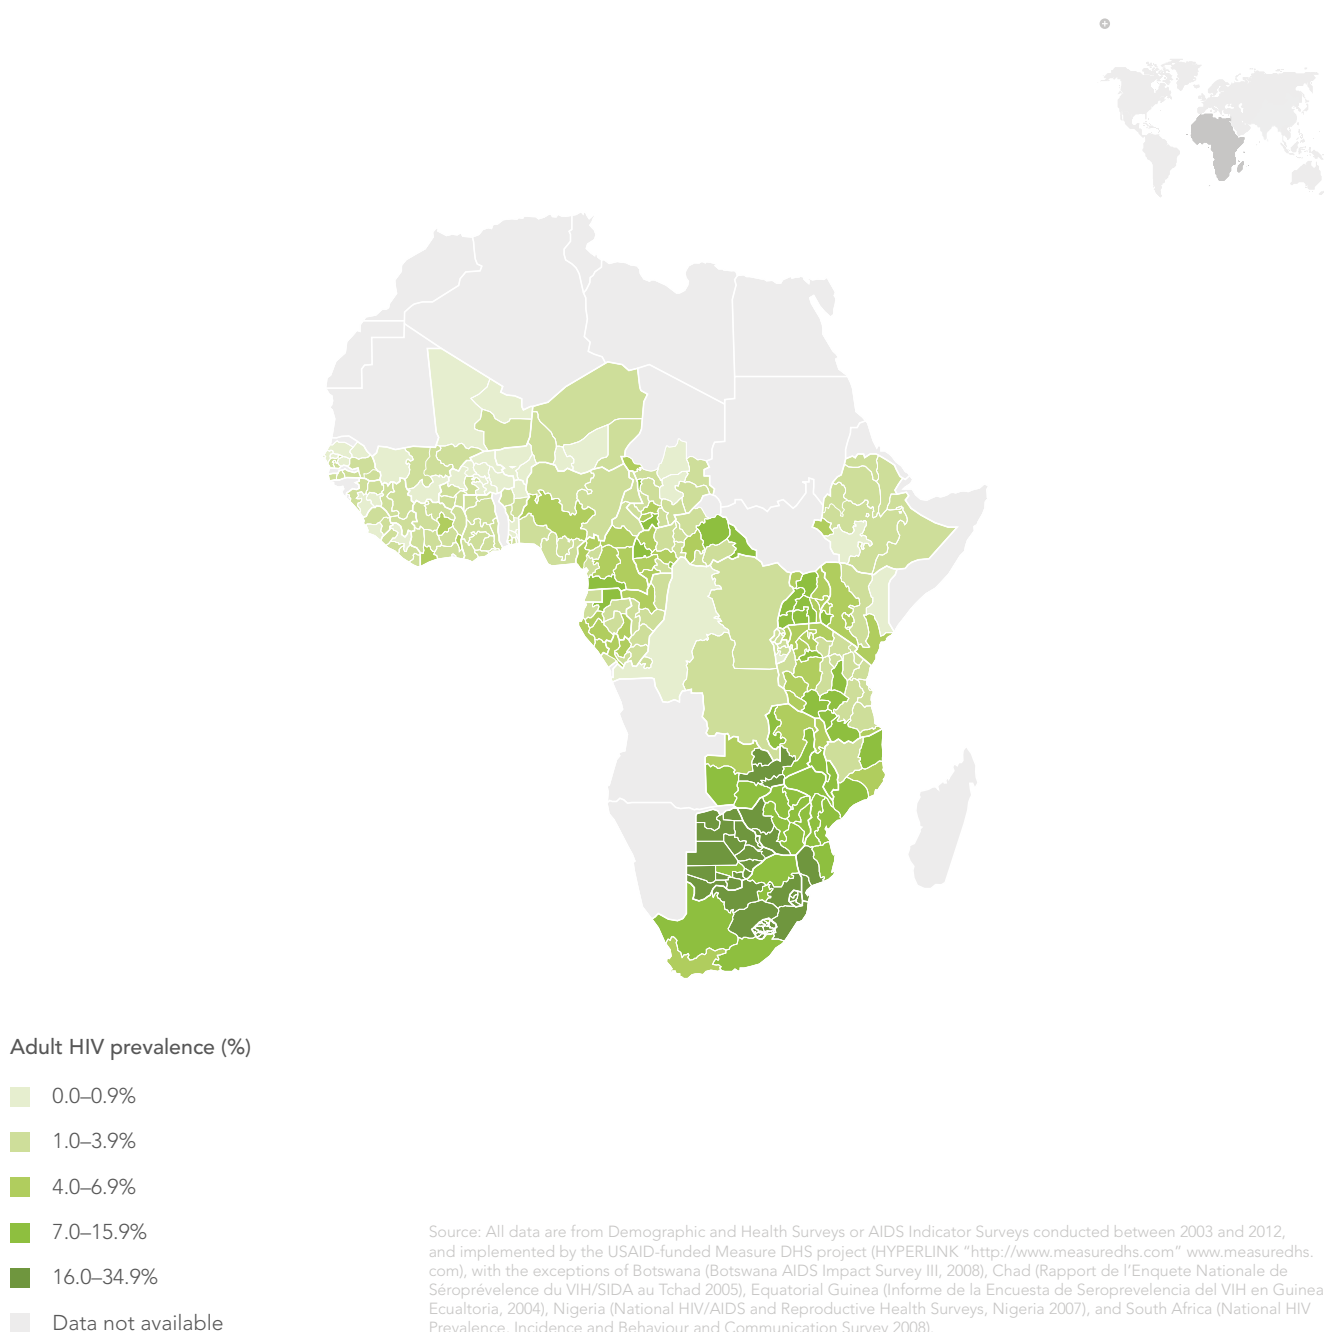 Adult HIV prevalence (%)
0.0–0.9%
1.0–3.9%
4.0–6.9%
7.0–15.9%
16.0–34.9%
Data not available
Source: All data are from Demographic and Health Surveys or AIDS Indicator Surveys conducted between 2003 and 2012,
and implemented by the USAID-funded Measure DHS project (HYPERLINK “http://www.measuredhs.com” www.measuredhs.
com), with the exceptions of Botswana (Botswana AIDS Impact Survey III, 2008), Chad (Rapport de l’Enquete Nationale de
Séroprévelence du VIH/SIDA au Tchad 2005), Equatorial Guinea (Informe de la Encuesta de Seroprevelencia del VIH en Guinea
Ecualtoria, 2004), Nigeria (National HIV/AIDS and Reproductive Health Surveys, Nigeria 2007), and South Africa (National HIV
Prevalence, Incidence and Behaviour and Communication Survey 2008)